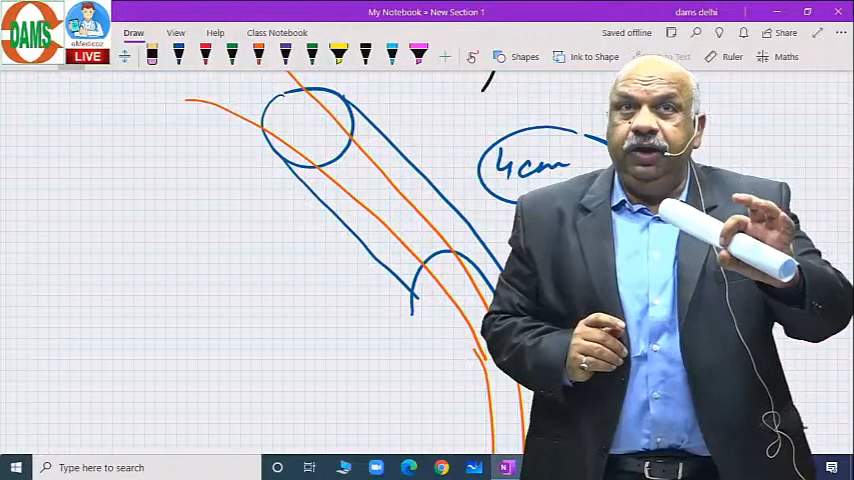 My Notebook = New Section 1
dams delhi
DAMS
eMedicoz
LIVE
Draw
View
Help
Class Notebook
Saved offline
Share
Shapes
Ink to Shape
Ruler
Maths
4cm
Type here to search